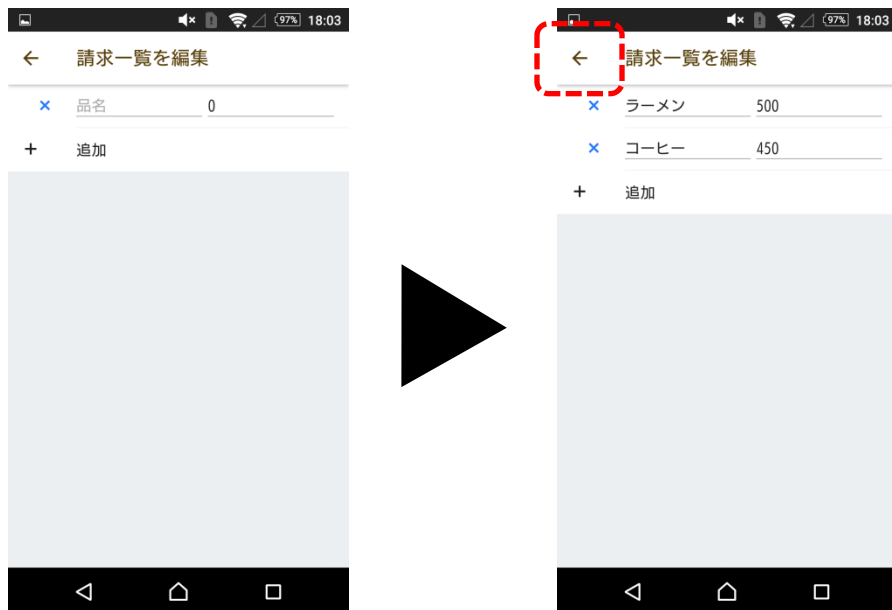 97% 18:03
請求一覧を編集
品名 0
追加
97% 18:03
請求一覧を編集
ラーメン 500
コーヒー 450
追加